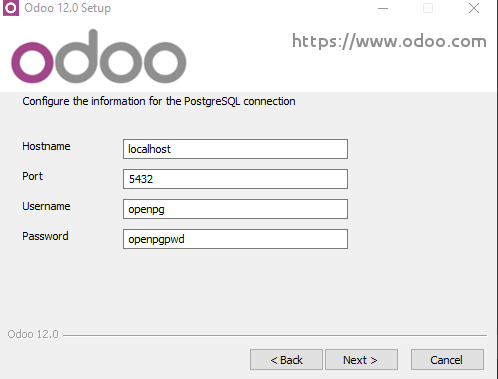 Odoo 12.0 Setup
odoo
https://www.odoo.com
Configure the information for the PostgreSQL connection
Hostname localhost
Port 5432
Username openpg
Password openpgpwd
Odoo 12.0
< Back Next > Cancel